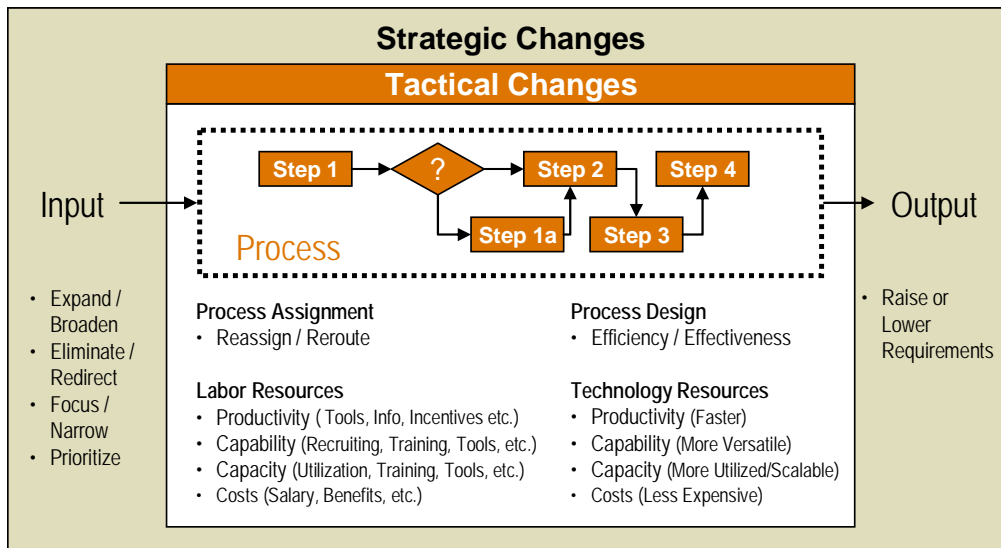 Strategic Changes
Tactical Changes
Step 1
?
Step 2
Step 4
Step 1a
Step 3
Process
Input
Output
• Expand /
Broaden
• Eliminate /
Redirect
• Focus /
Narrow
• Prioritize
Process Assignment
• Reassign / Reroute
Labor Resources
• Productivity ( Tools, Info, Incentives etc.)
• Capability (Recruiting, Training, Tools, etc.)
• Capacity (Utilization, Training, Tools, etc.)
• Costs (Salary, Benefits, etc.)
Process Design
• Efficiency / Effectiveness
Technology Resources
• Productivity (Faster)
• Capability (More Versatile)
• Capacity (More Utilized/Scalable)
• Costs (Less Expensive)
• Raise or
Lower
Requirements